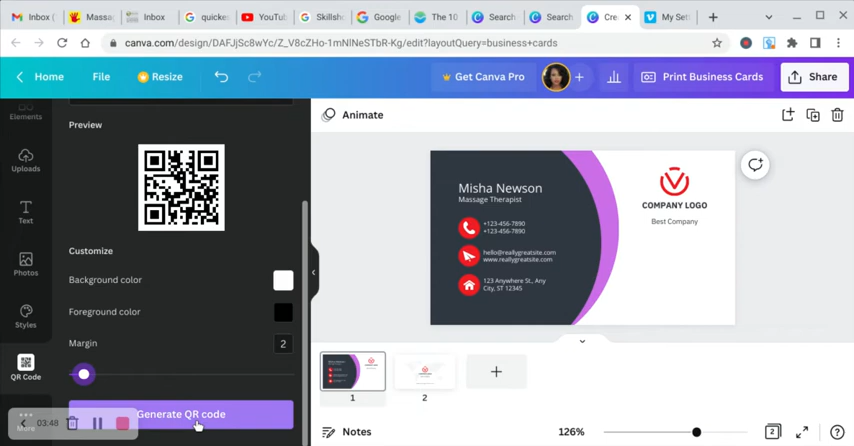 Inbox (
Massag
Inbox
quicke
YouTu
Skillsho
Google
The 10
Search
Search
Cre
My Set
canva.com/design/DAFJjSc8wYc/Z_V8cZHo-1mNlNeSTbR-Kg/edit?layoutQuery=business+cards
Home
File
Resize
Get Canva Pro
Print Business Cards
Share
Elements
Uploads
Text
Photos
Styles
QR Code
More
Preview
Customize
Background color
Foreground color
Margin
2
Generate QR code
03:48
Animate
Misha Newson
Massage Therapist
+123-456-7890
+123-456-7890
hello@reallygreatsite.com
www.reallygreatsite.com
123 Anywhere St., Any
City, ST 12345
COMPANY LOGO
Best Company
1
2
Notes
126%
2